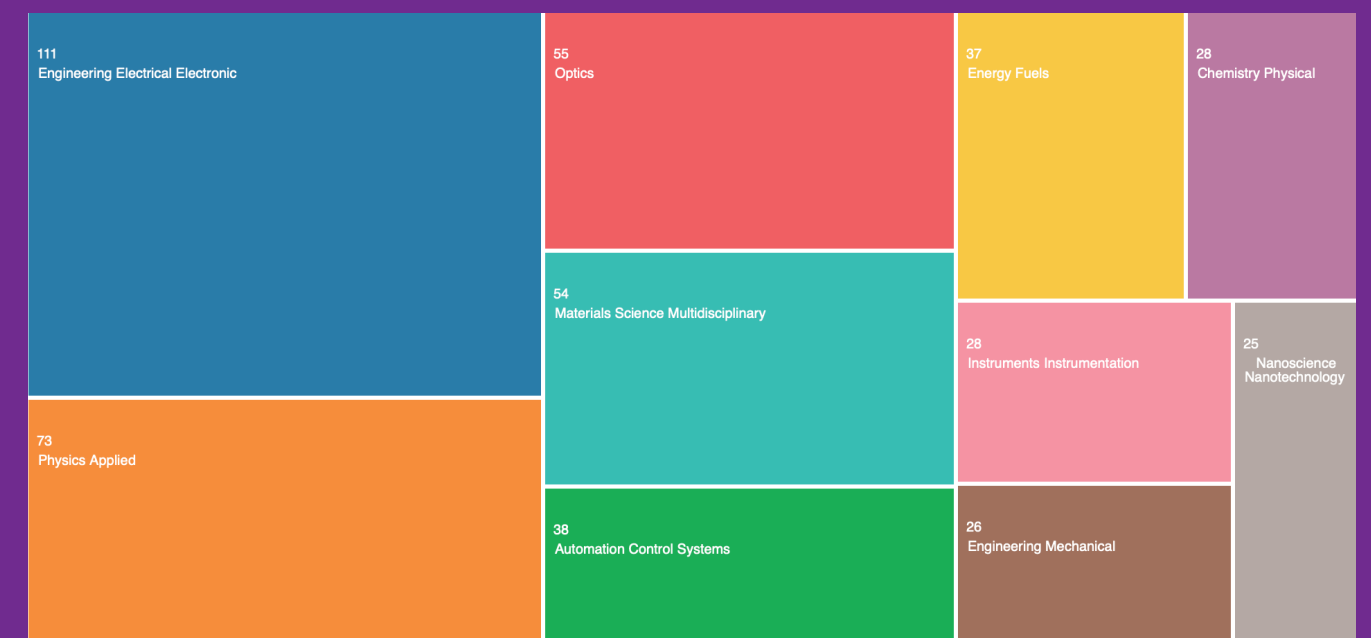 111
Engineering Electrical Electronic
73
Physics Applied
55
Optics
54
Materials Science Multidisciplinary
38
Automation Control Systems
37
Energy Fuels
28
Chemistry Physical
28
Instruments Instrumentation
26
Engineering Mechanical
25
Nanoscience
Nanotechnology